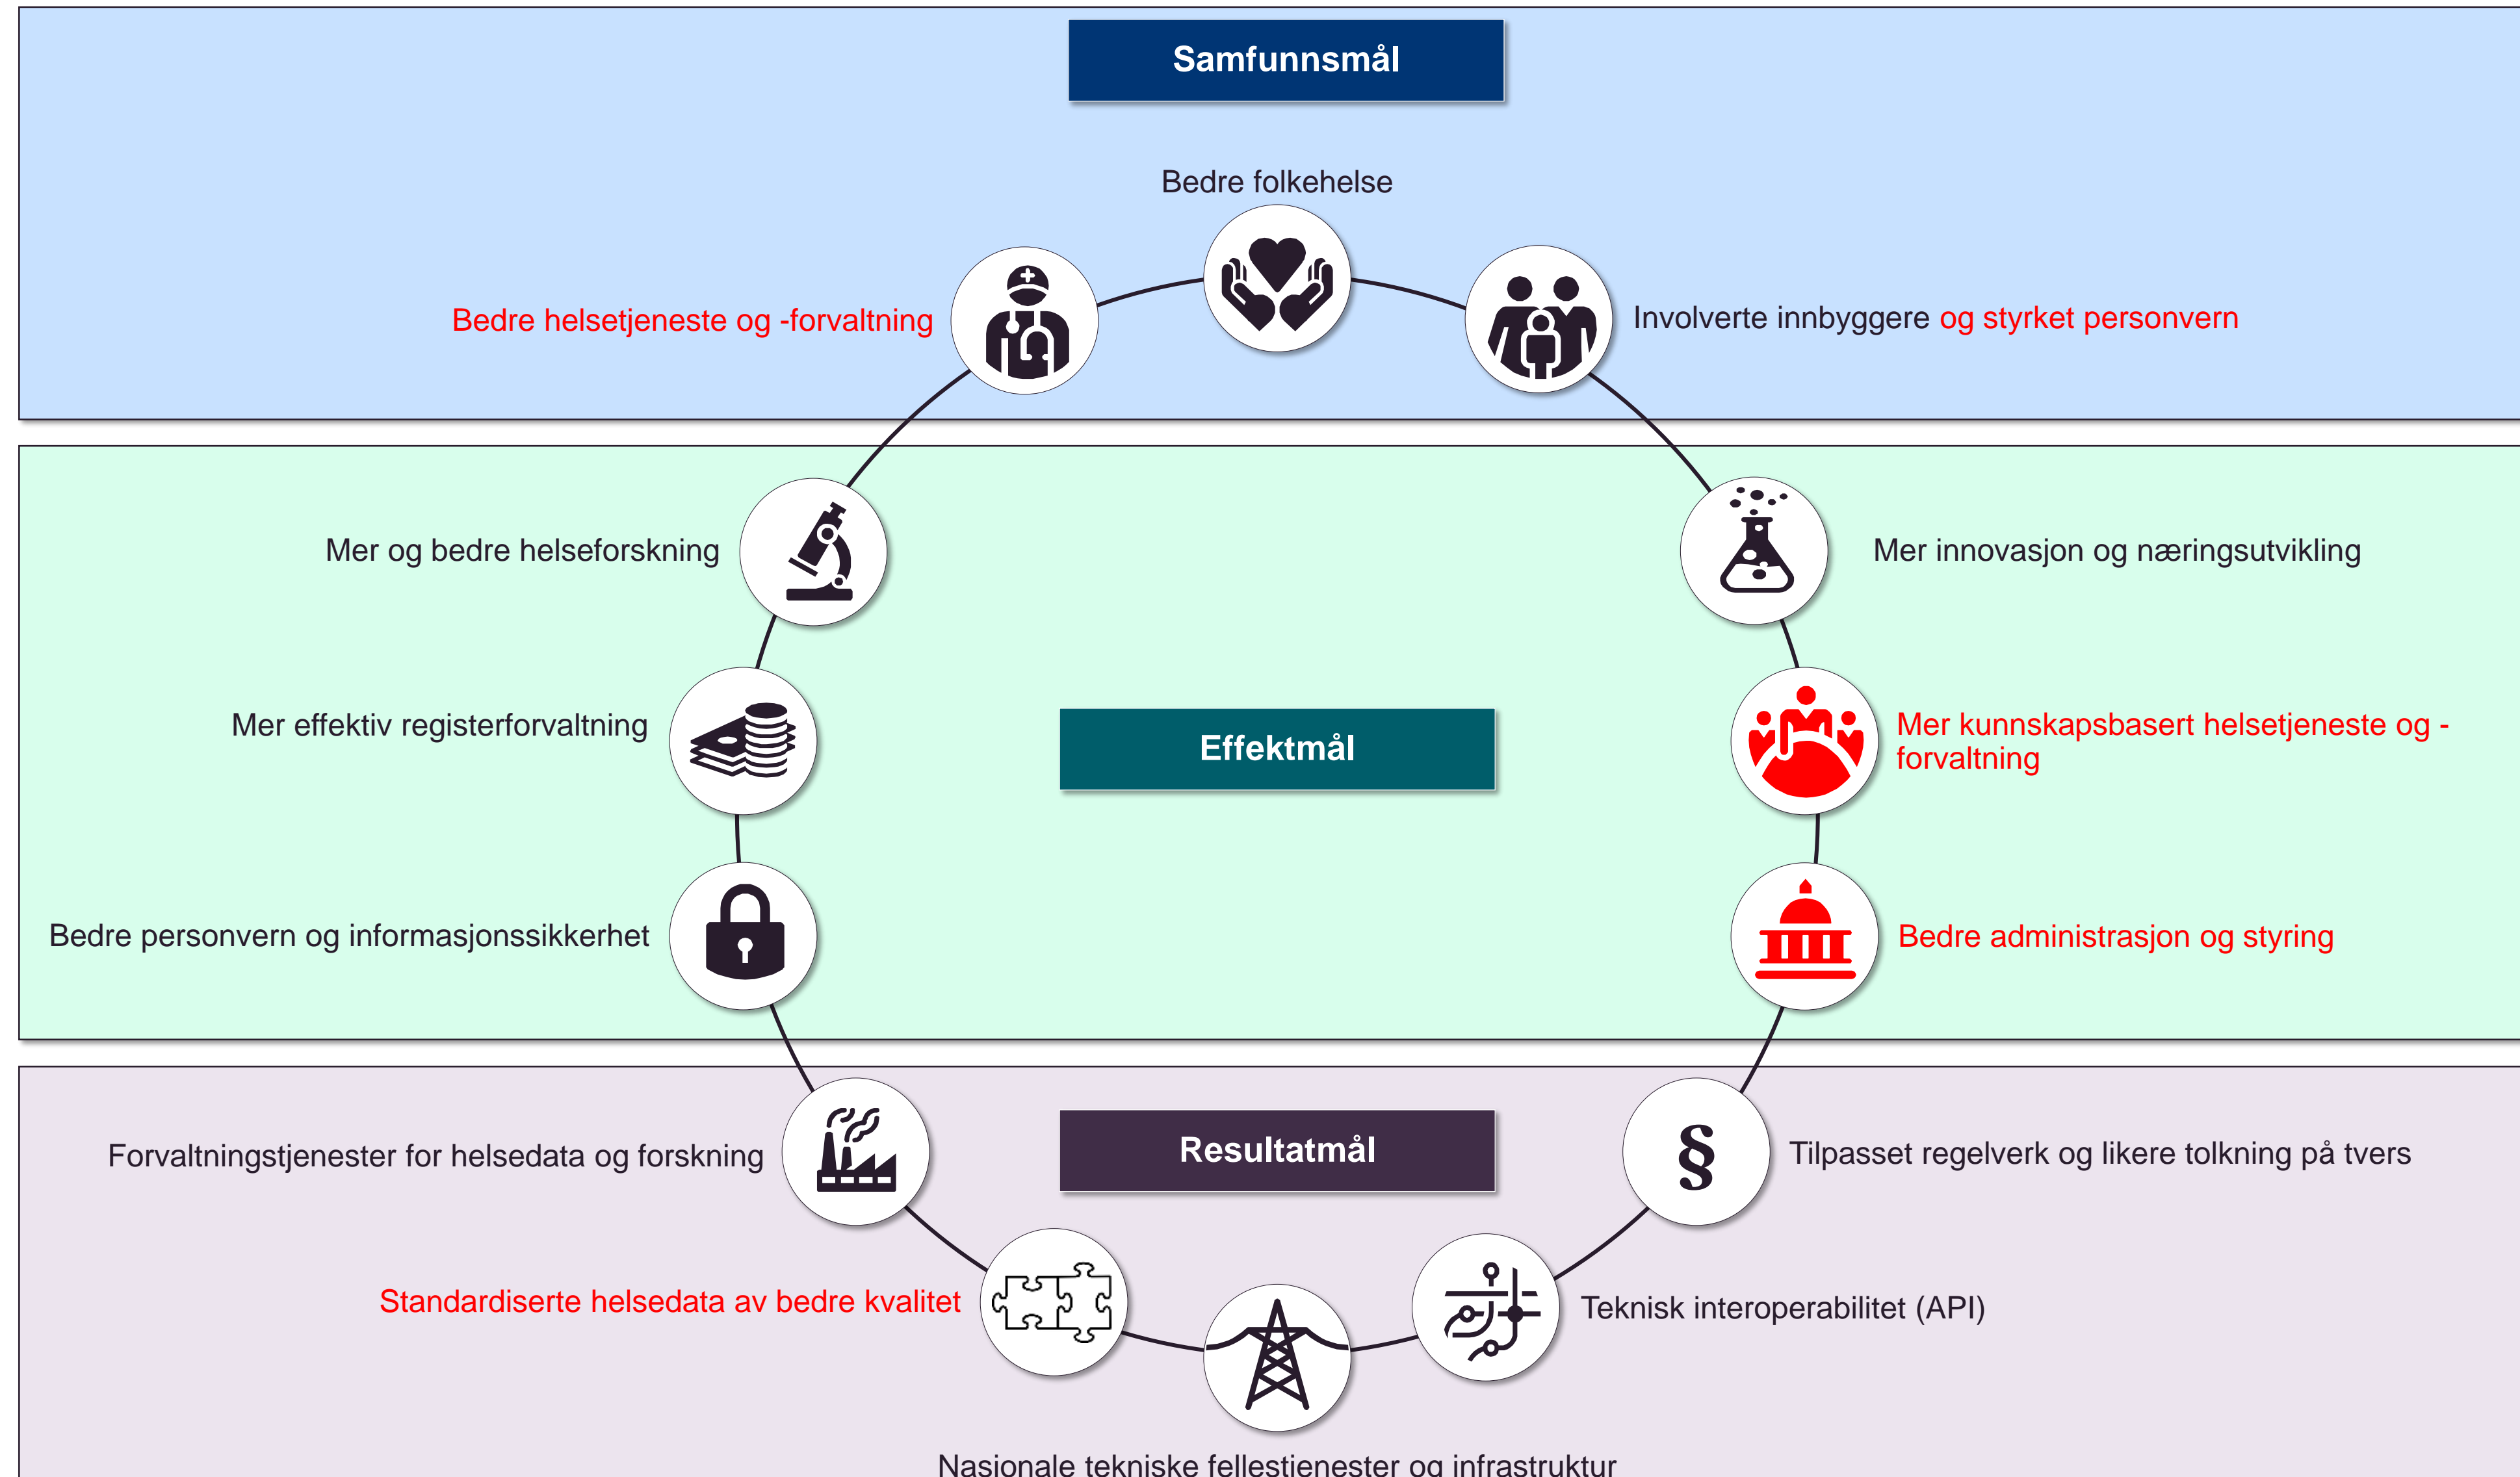 Samfunnsmål
Bedre folkehelse
Bedre helsetjeneste og -forvaltning
Involverte innbyggere og styrket personvern
Mer og bedre helseforskning
Mer innovasjon og næringsutvikling
Mer effektiv registerforvaltning
Effektmål
Mer kunnskapsbasert helsetjeneste og -
forvaltning
Bedre personvern og informasjonssikkerhet
Bedre administrasjon og styring
Forvaltningstjenester for helsedata og forskning
Resultatmål
§
Tilpasset regelverk og likere tolkning på tvers
Standardiserte helsedata av bedre kvalitet
Teknisk interoperabilitet (API)
Nasjonale tekniske fellestjenester og infrastruktur